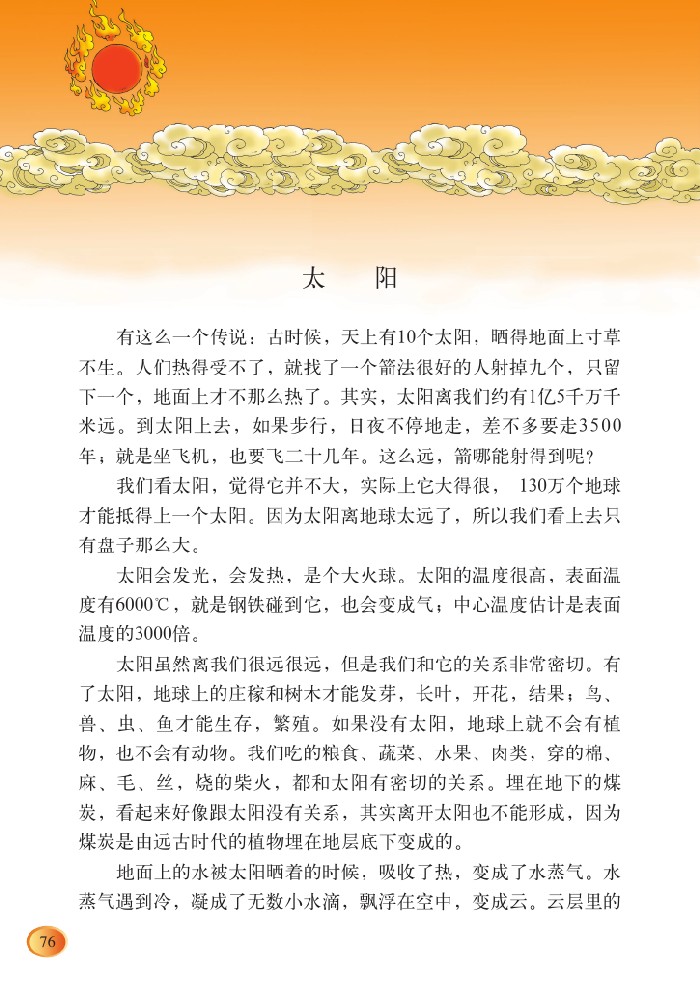 太 阳
有这么一个传说：古时候，天上有10个太阳，晒得地面上寸草
不生。人们热得受不了，就找了一个箭法很好的人射掉九个，只留
下一个，地面上才不那么热了。其实，太阳离我们约有1亿5千万千
米远。到太阳上去，如果步行，日夜不停地走，差不多要走3500
年；就是坐飞机，也要飞二十几年。这么远，箭哪能射得到呢？
我们看太阳，觉得它并不大，实际上它大得很， 130万个地球
才能抵得上一个太阳。因为太阳离地球太远了，所以我们看上去只
有盘子那么大。
太阳会发光，会发热，是个大火球。太阳的温度很高，表面温
度有6000℃，就是钢铁碰到它，也会变成气；中心温度估计是表面
温度的3000倍。
太阳虽然离我们很远很远，但是我们和它的关系非常密切。有
了太阳，地球上的庄稼和树木才能发芽，长叶，开花，结果；鸟、
兽、虫、鱼才能生存，繁殖。如果没有太阳，地球上就不会有植
物，也不会有动物。我们吃的粮食、蔬菜、水果、肉类，穿的棉、
麻、毛、丝，烧的柴火，都和太阳有密切的关系。埋在地下的煤
炭，看起来好像跟太阳没有关系，其实离开太阳也不能形成，因为
煤炭是由远古时代的植物埋在地层底下变成的。
地面上的水被太阳晒着的时候，吸收了热，变成了水蒸气。水
蒸气遇到冷，凝成了无数小水滴，飘浮在空中，变成云。云层里的
76